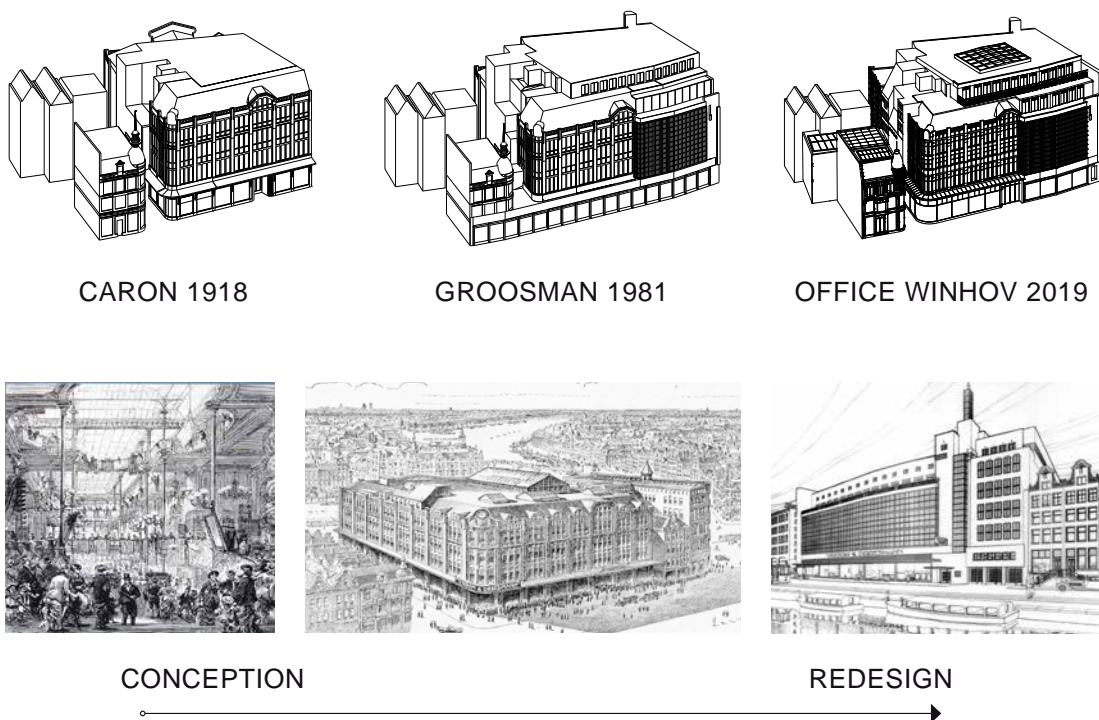 CARON 1918
GROOSMAN 1981
OFFICE WINHOV 2019
CONCEPTION
REDESIGN